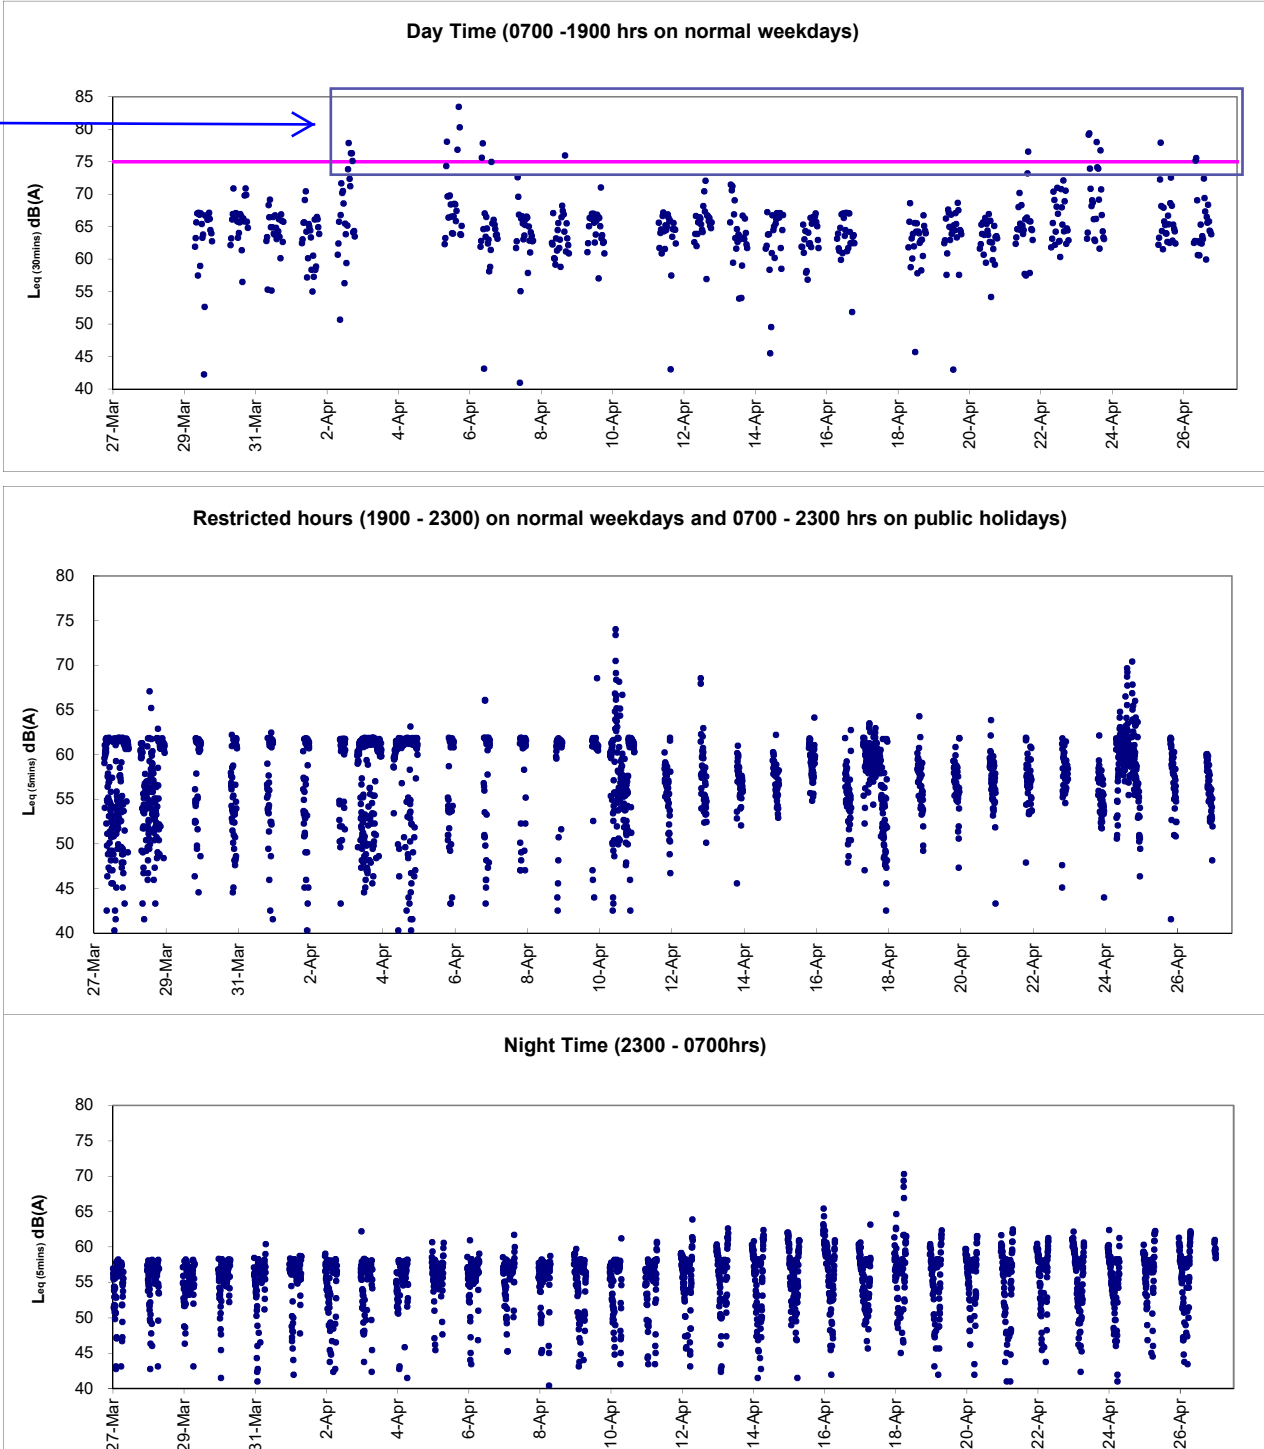 Day Time (0700 -1900 hrs on normal weekdays)
85
80
75
70
65
60
55
50
45
40
Leq (30mins) dB(A)
27-Mar
29-Mar
31-Mar
2-Apr
4-Apr
6-Apr
8-Apr
10-Apr
12-Apr
14-Apr
16-Apr
18-Apr
20-Apr
22-Apr
24-Apr
26-Apr
Restricted hours (1900 - 2300) on normal weekdays and 0700 - 2300 hrs on public holidays)
80
75
70
65
60
55
50
45
40
Leq (5mins) dB(A)
27-Mar
29-Mar
31-Mar
2-Apr
4-Apr
6-Apr
8-Apr
10-Apr
12-Apr
14-Apr
16-Apr
18-Apr
20-Apr
22-Apr
24-Apr
26-Apr
Night Time (2300 - 0700hrs)
80
75
70
65
60
55
50
45
40
Leq (5mins) dB(A)
27-Mar
29-Mar
31-Mar
2-Apr
4-Apr
6-Apr
8-Apr
10-Apr
12-Apr
14-Apr
16-Apr
18-Apr
20-Apr
22-Apr
24-Apr
26-Apr